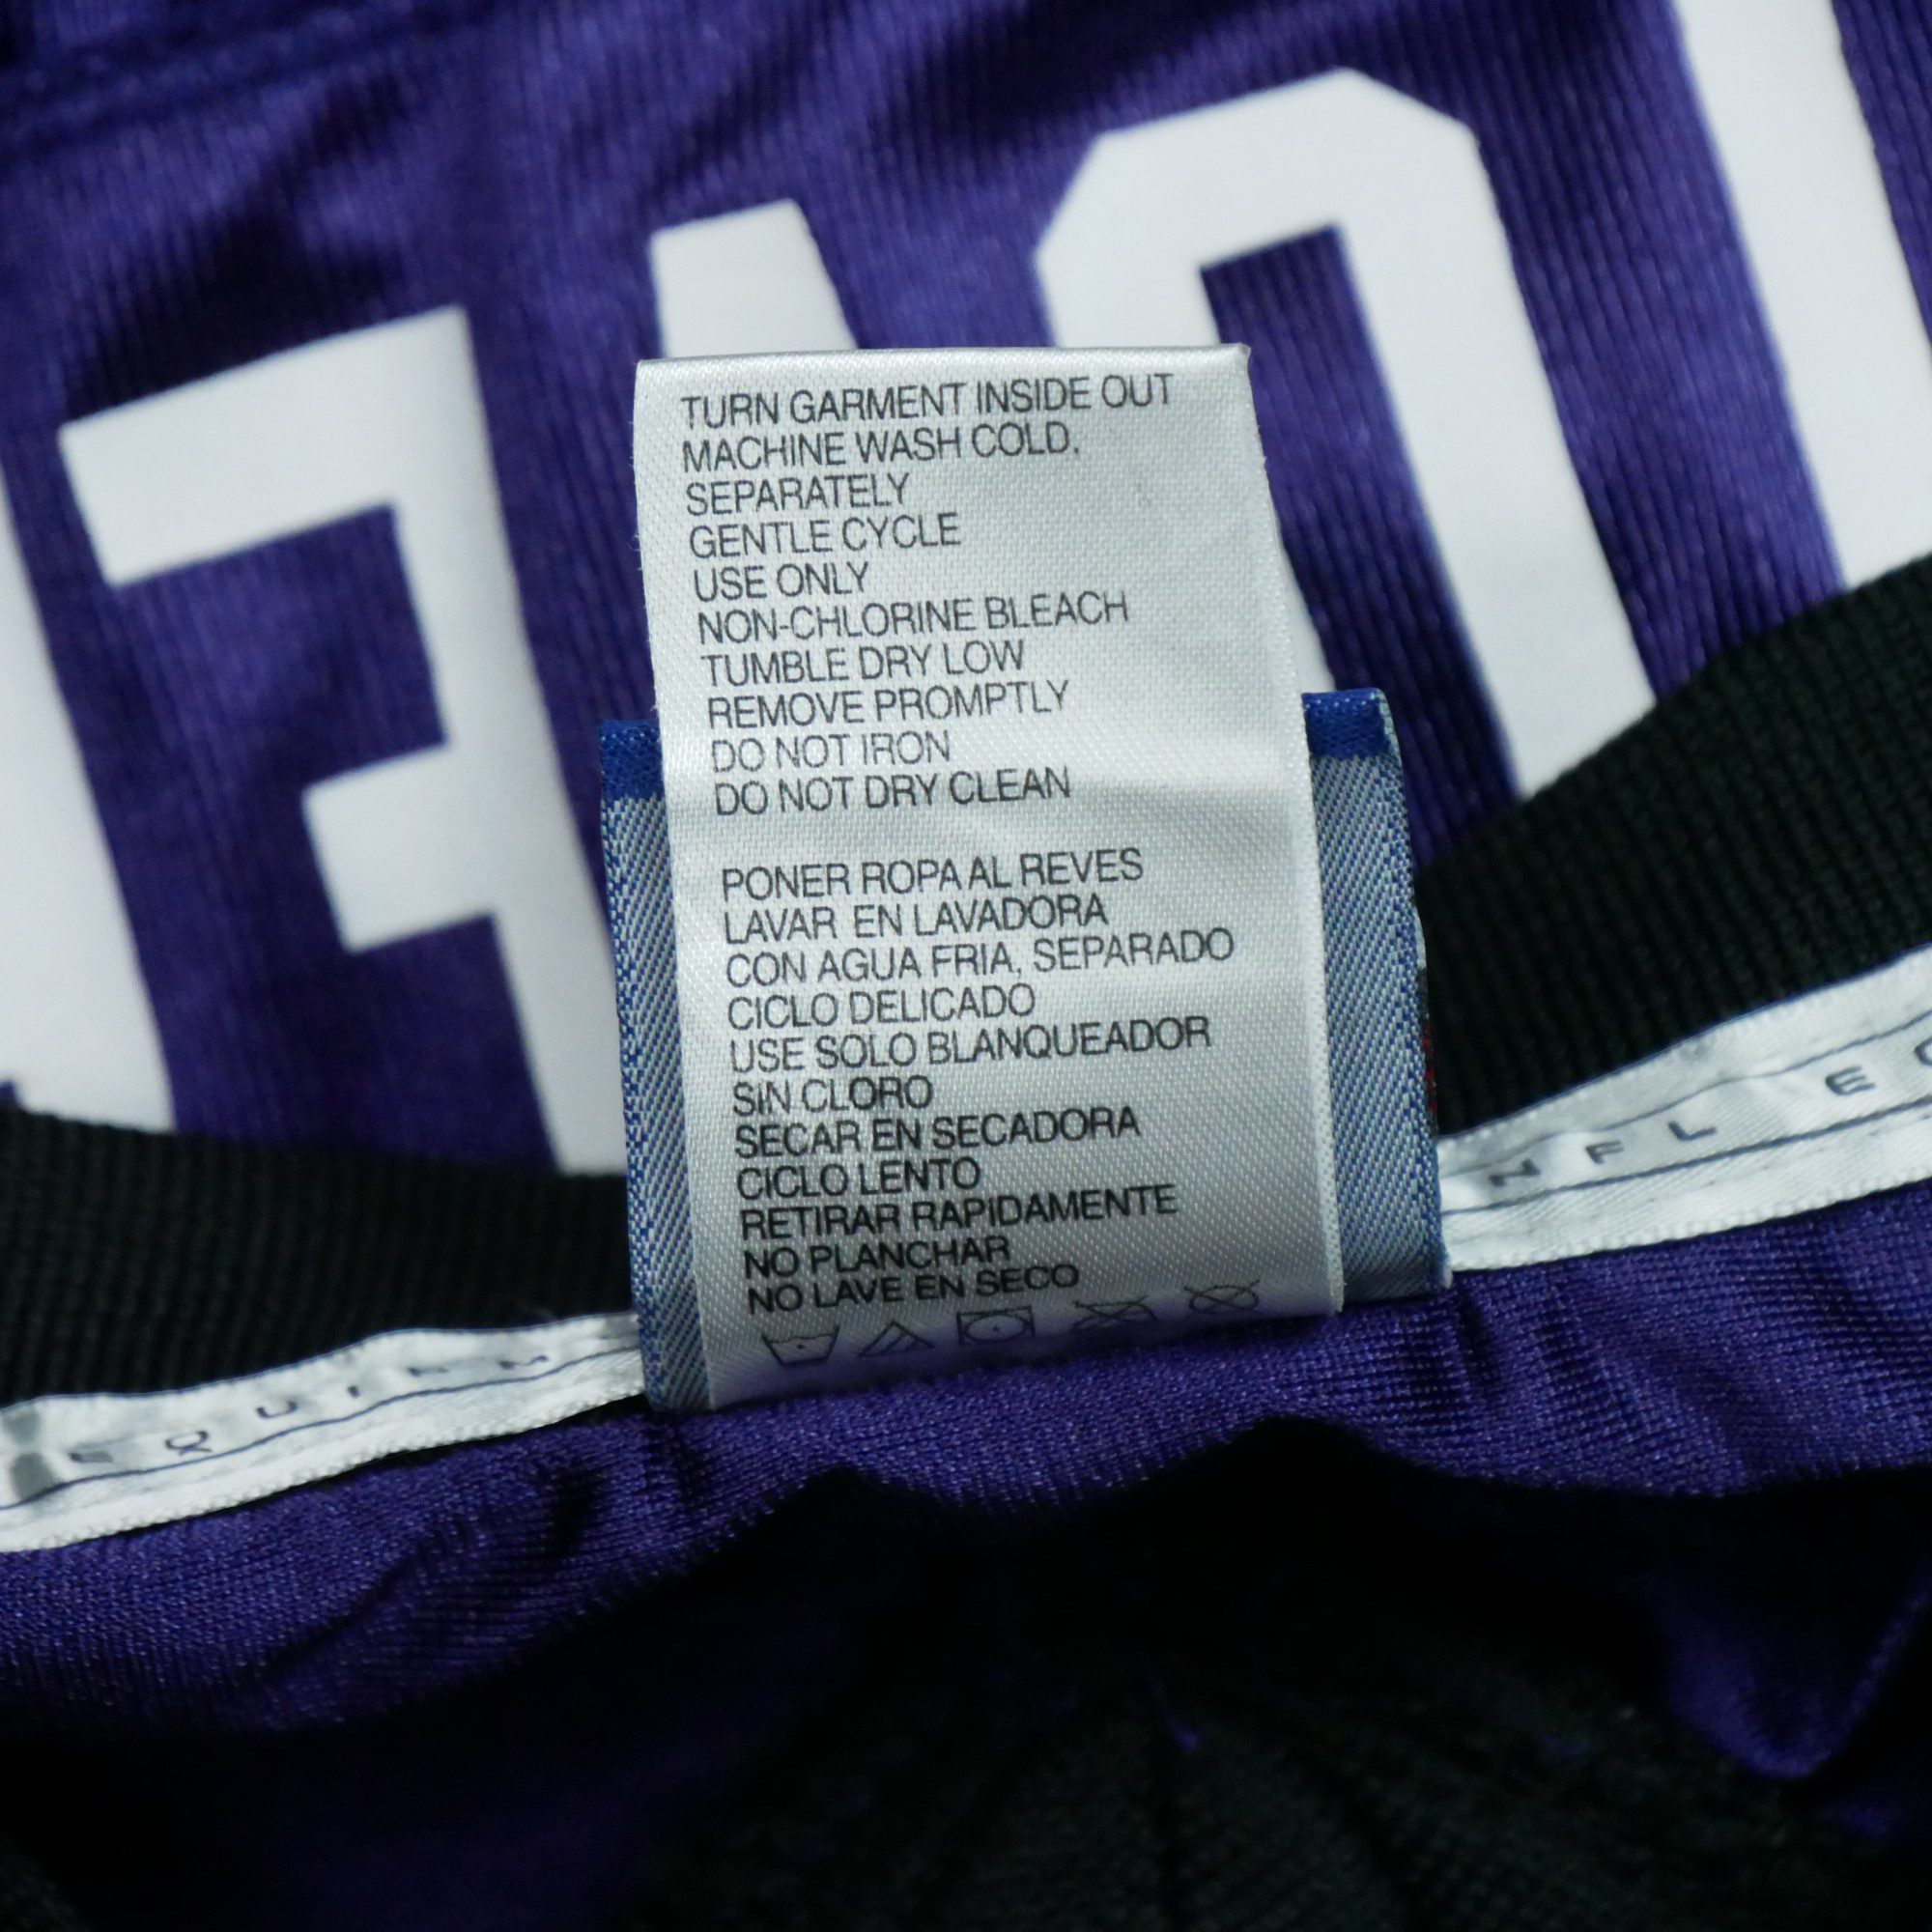 TURN GARMENT INSIDE OUT
MACHINE WASH COLD,
SEPARATELY
GENTLE CYCLE
USE ONLY
NON-CHLORINE BLEACH
TUMBLE DRY LOW
REMOVE PROMPTLY
DO NOT IRON
DO NOT DRY CLEAN
PONER ROPA AL REVES
LAVAR EN LAVADORA
CON AGUA FRIA, SEPARADO
CICLO DELICADO
USE SOLO BLANQUEADOR
SIN CLORO
SECAR EN SECADORA
CICLO LENTO
RETIRAR RAPIDAMENTE
NO PLANCHAR
NO LAVE EN SECO
NFL